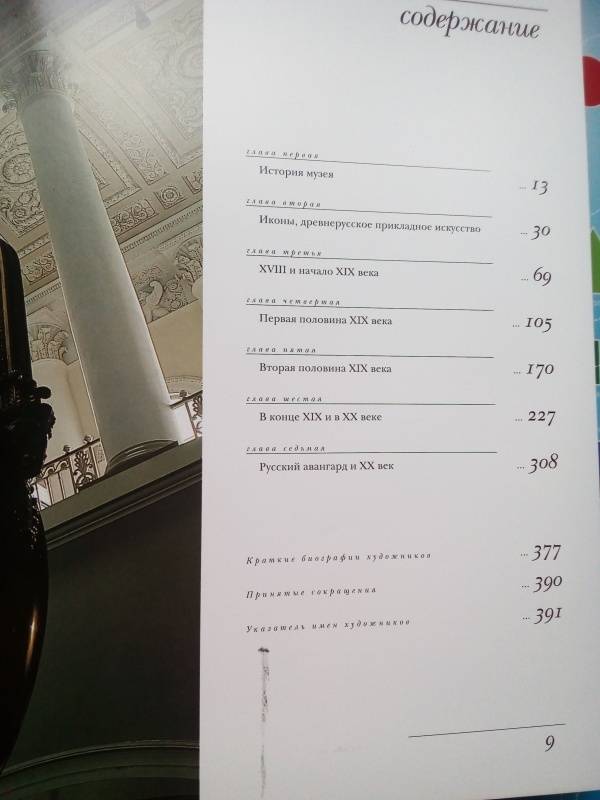 содержание
глава первая
История музея ... 13
глава вторая
Иконы, древнерусское прикладное искусство ... 30
глава третья
XVIII и начало XIX века ... 69
глава четвертая
Первая половина XIX века ... 105
глава пятая
Вторая половина XIX века ... 170
глава шестая
В конце XIX и в XX веке ... 227
глава седьмая
Русский авангард и XX век ... 308
Краткие биографии художников ... 377
Принятые сокращения ... 390
Указатель имен художников ... 391
9